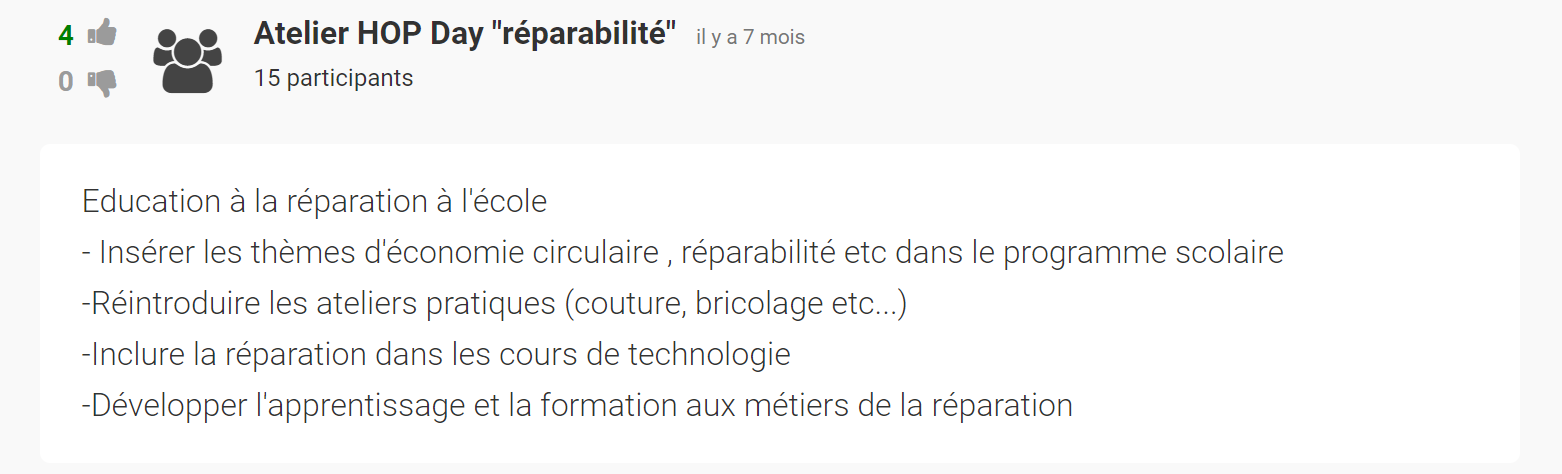 4
Atelier HOP Day "réparabilité" il y a 7 mois
0
15 participants
Education à la réparation à l'école
- Insérer les thèmes d'économie circulaire , réparabilité etc dans le programme scolaire
-Réintroduire les ateliers pratiques (couture, bricolage etc...)
-Inclure la réparation dans les cours de technologie
-Développer l'apprentissage et la formation aux métiers de la réparation